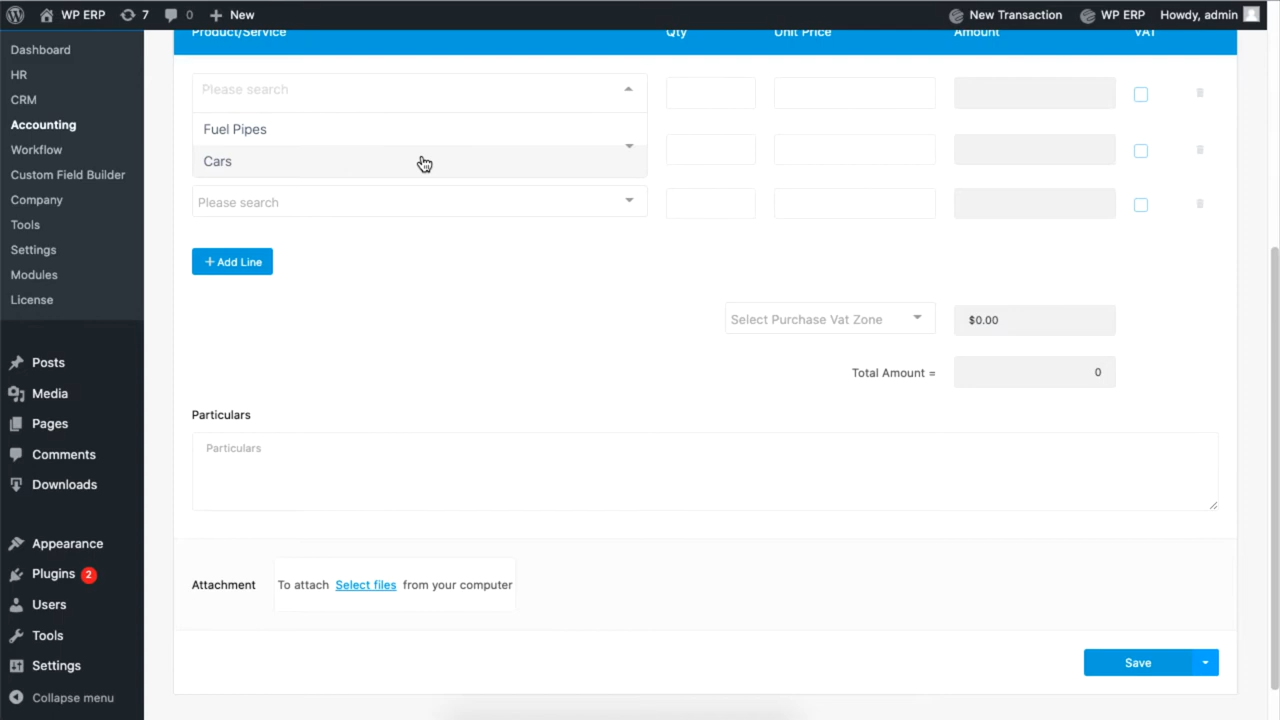 WP ERP 7 0 New New Transaction WP ERP Howdy, admin
Dashboard
HR
CRM
Accounting
Workflow
Custom Field Builder
Company
Tools
Settings
Modules
License
Posts
Media
Pages
Comments
Downloads
Appearance
Plugins 2
Users
Tools
Settings
Collapse menu
Product/Service Qty Unit Price Amount VAT
Please search
Fuel Pipes
Cars
Please search
+ Add Line
Select Purchase Vat Zone $0.00
Total Amount = 0
Particulars
Particulars
Attachment To attach Select files from your computer
Save